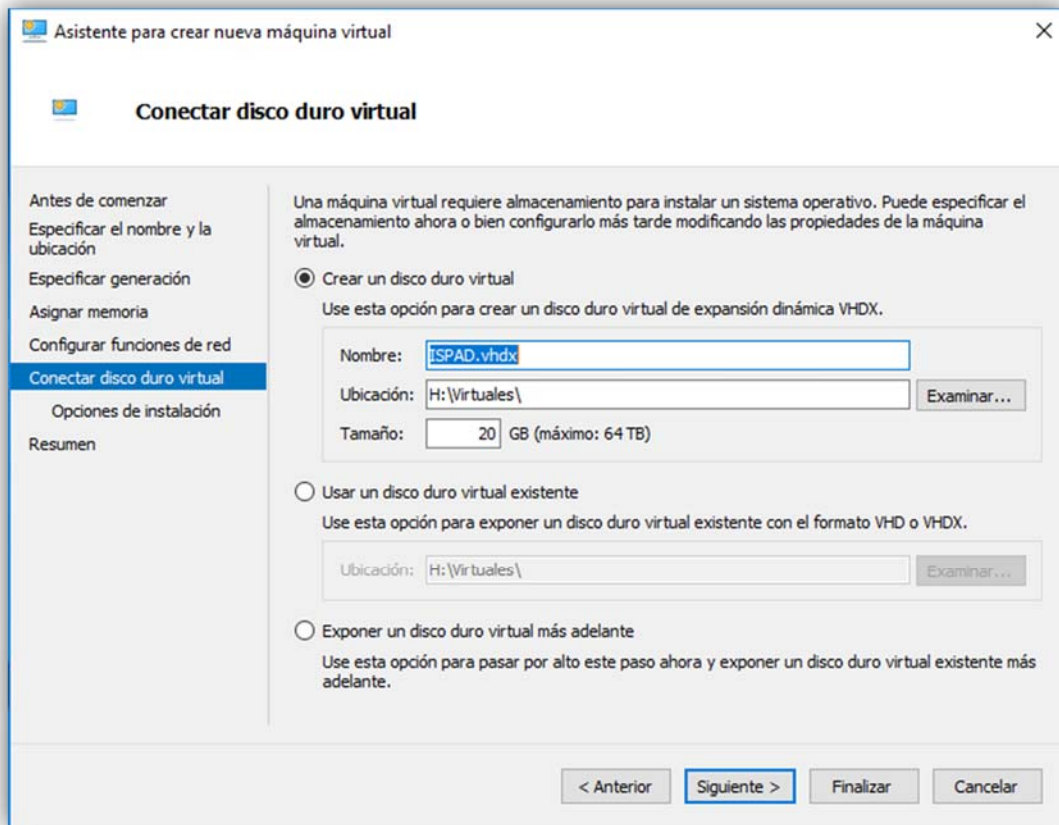 Asistente para crear nueva máquina virtual
Conectar disco duro virtual
Antes de comenzar
Especificar el nombre y la
ubicación
Especificar generación
Asignar memoria
Configurar funciones de red
Conectar disco duro virtual
Opciones de instalación
Resumen
Una máquina virtual requiere almacenamiento para instalar un sistema operativo. Puede especificar el
almacenamiento ahora o bien configurarlo más tarde modificando las propiedades de la máquina
virtual.
Crear un disco duro virtual
Use esta opción para crear un disco duro virtual de expansión dinámica VHDX.
Nombre: ISPAD.vhdx
Ubicación: H:\Virtuales\ Examinar...
Tamaño: 20 GB (máximo: 64 TB)
Usar un disco duro virtual existente
Use esta opción para exponer un disco duro virtual existente con el formato VHD o VHDX.
Ubicación: H:\Virtuales\ Examinar...
Exponer un disco duro virtual más adelante
Use esta opción para pasar por alto este paso ahora y exponer un disco duro virtual existente más
adelante.
< Anterior Siguiente > Finalizar Cancelar